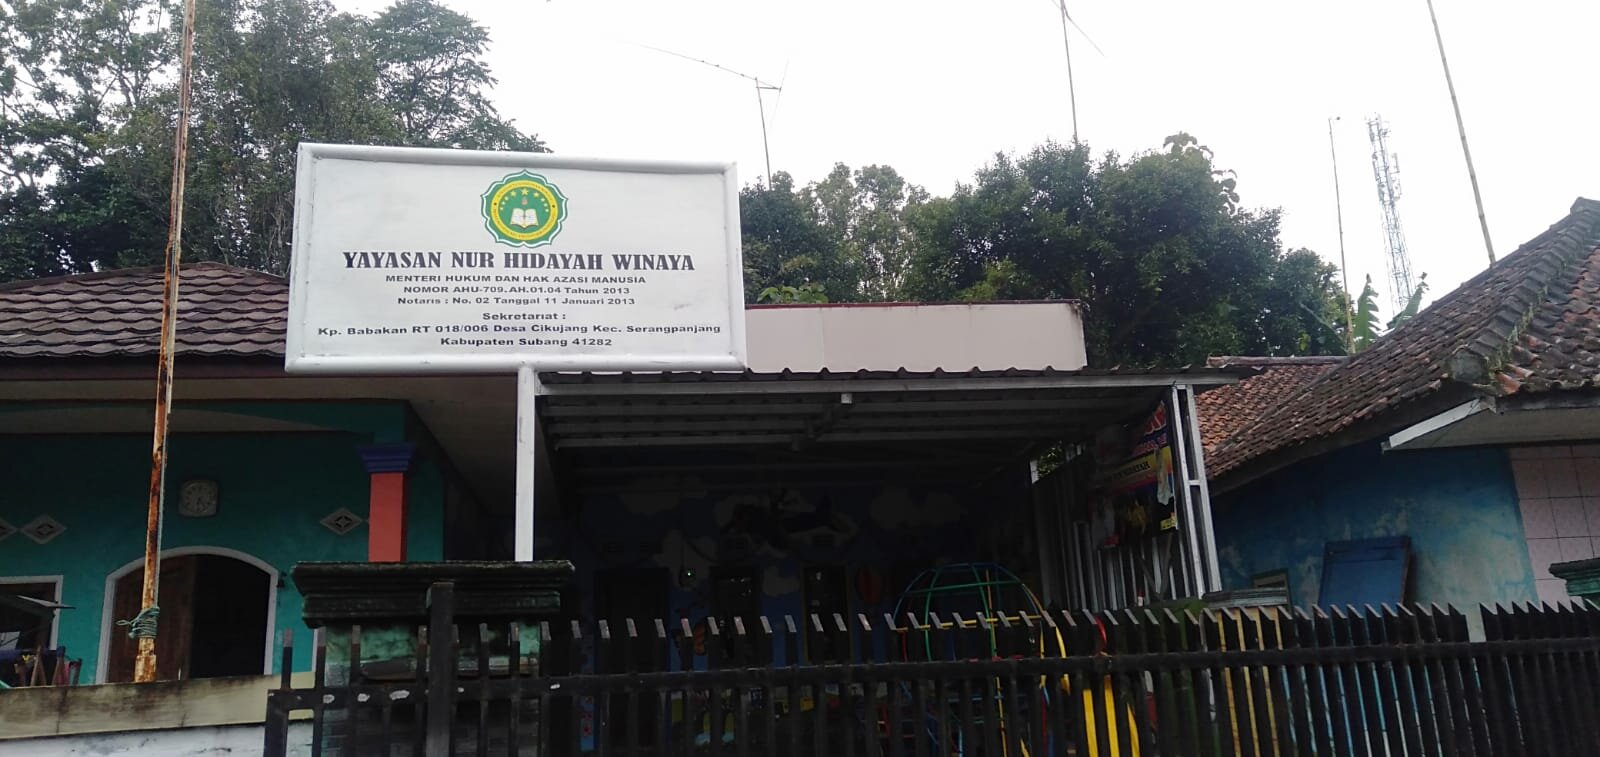 YAYASAN NUR HIDAYAH WINAYA
MENTERI HUKUM DAN HAK AZASI MANUSIA
NOMOR AHU-709.AH.01.04 Tahun 2013
Notaris : No. 02 Tanggal 11 Januari 2013
Sekretariat :
Kp. Babakan RT 018/006 Desa Cikujang Kec. Serangpanjang
Kabupaten Subang 41282